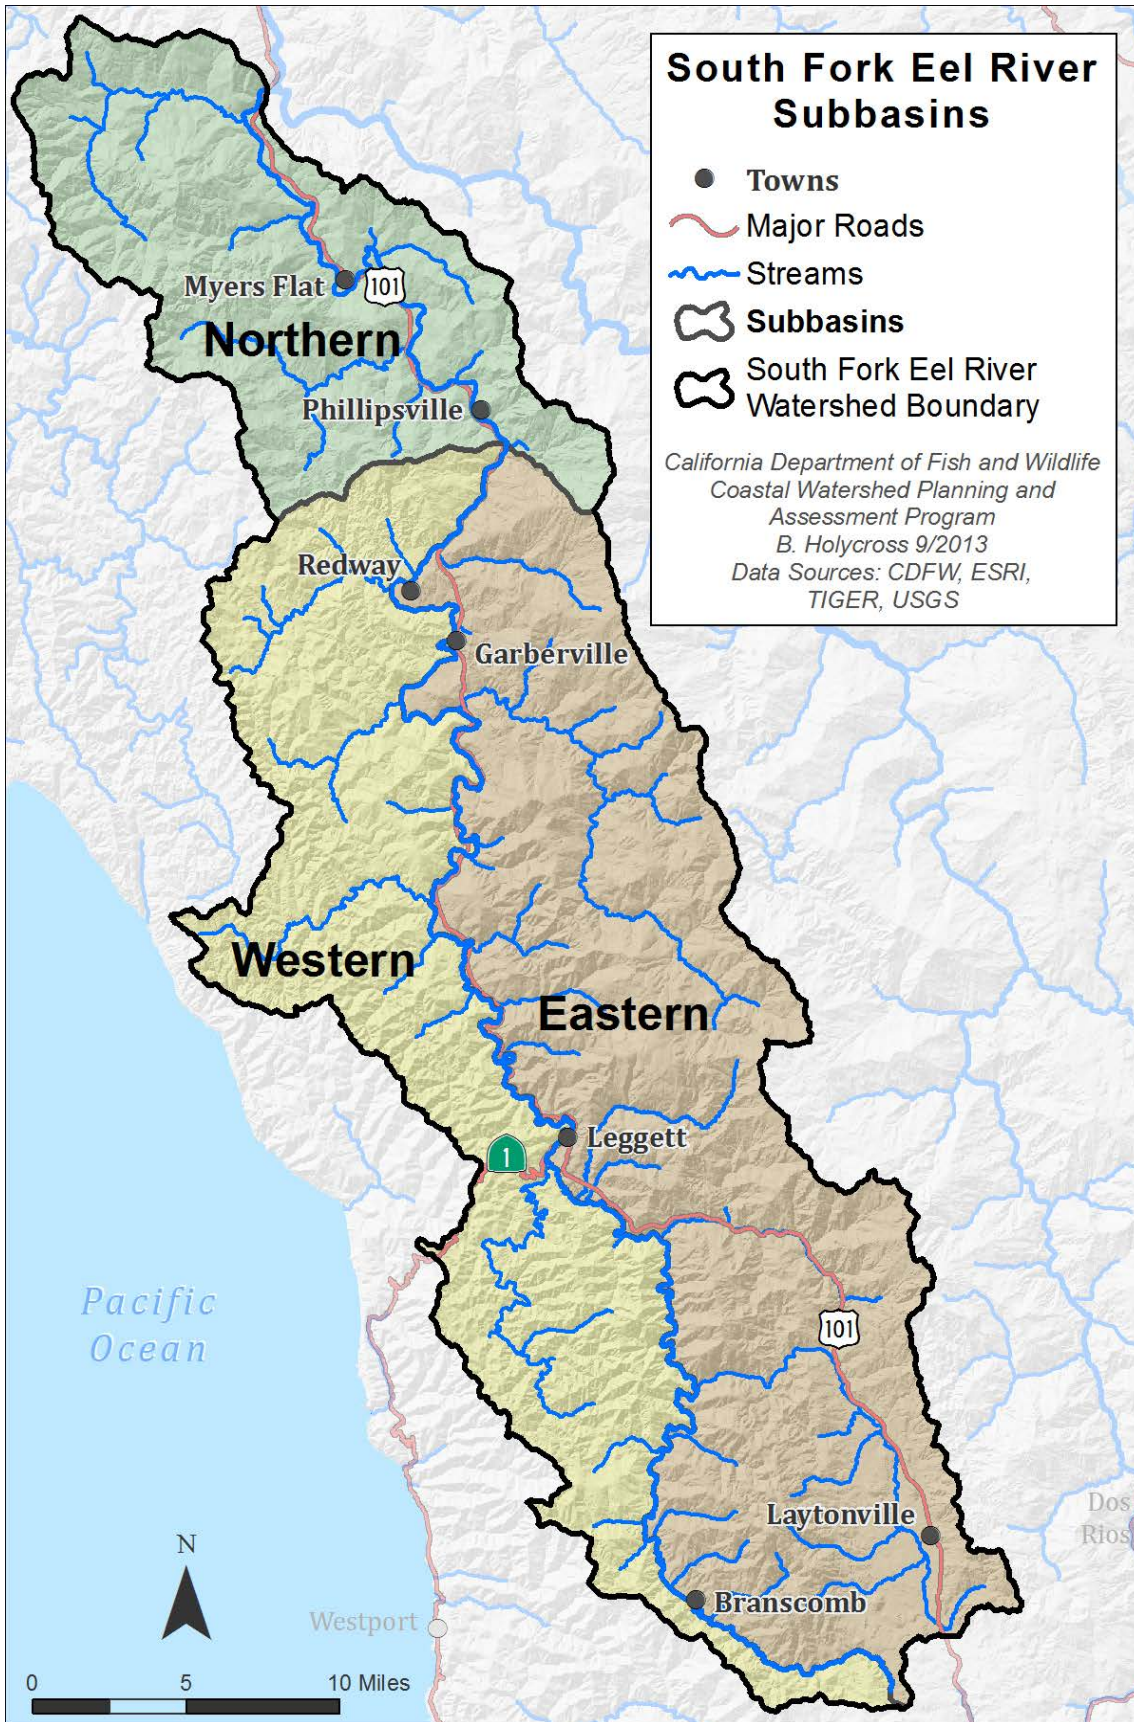 South Fork Eel River
Subbasins
Towns
Major Roads
Streams
Subbasins
South Fork Eel River
Watershed Boundary
California Department of Fish and Wildlife
Coastal Watershed Planning and
Assessment Program
B. Holycross 9/2013
Data Sources: CDFW, ESRI,
TIGER, USGS
Myers Flat
101
Northern
Phillipsville
Redway
Garberville
Western
Eastern
Leggett
1
Pacific
Ocean
101
Laytonville
Dos
Rios
Branscomb
Westport
N
0 5 10 Miles